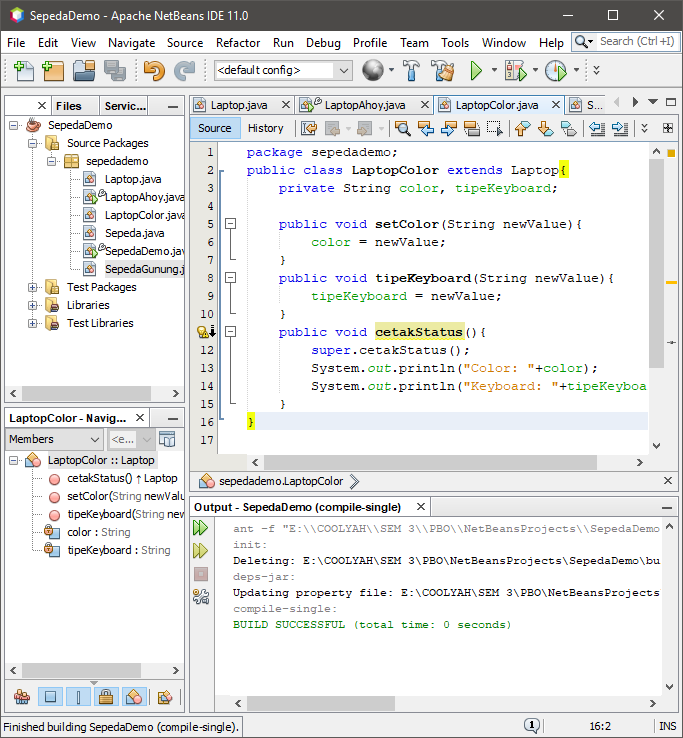 SepedaDemo - Apache NetBeans IDE 11.0
File Edit View Navigate Source Refactor Run Debug Profile Team Tools Window Help Search (Ctrl+I)
<default config>
Files Servic...
SepedaDemo
Source Packages
sepedademo
Laptop.java
LaptopAhoy.java
LaptopColor.java
Sepeda.java
SepedaDemo.jav
SepedaGunung.j
Test Packages
Libraries
Test Libraries
LaptopColor - Navig...
Members <e...
LaptopColor :: Laptop
cetakStatus() ↑ Laptop
setColor(String newValu
tipeKeyboard(String new
color : String
tipeKeyboard : String
Laptop.java LaptopAhoy.java LaptopColor.java S...
Source History
1 package sepedademo;
2 public class LaptopColor extends Laptop{
3 private String color, tipeKeyboard;
4
5 public void setColor(String newValue){
6 color = newValue;
7 }
8 public void tipeKeyboard(String newValue){
9 tipeKeyboard = newValue;
10 }
public void cetakStatus(){
12 super.cetakStatus();
13 System.out.println("Color: "+color);
14 System.out.println("Keyboard: "+tipeKeyboa
15 }
16 }
17
sepedademo.LaptopColor
Output - SepedaDemo (compile-single)
ant -f "E:\\COOLYAH\\SEM 3\\PBO\\NetBeansProjects\\SepedaDemo
init:
Deleting: E:\COOLYAH\SEM 3\PBO\NetBeansProjects\SepedaDemo\bu
deps-jar:
Updating property file: E:\COOLYAH\SEM 3\PBO\NetBeansProjects
compile-single:
BUILD SUCCESSFUL (total time: 0 seconds)
Finished building SepedaDemo (compile-single). 1 16:2 INS